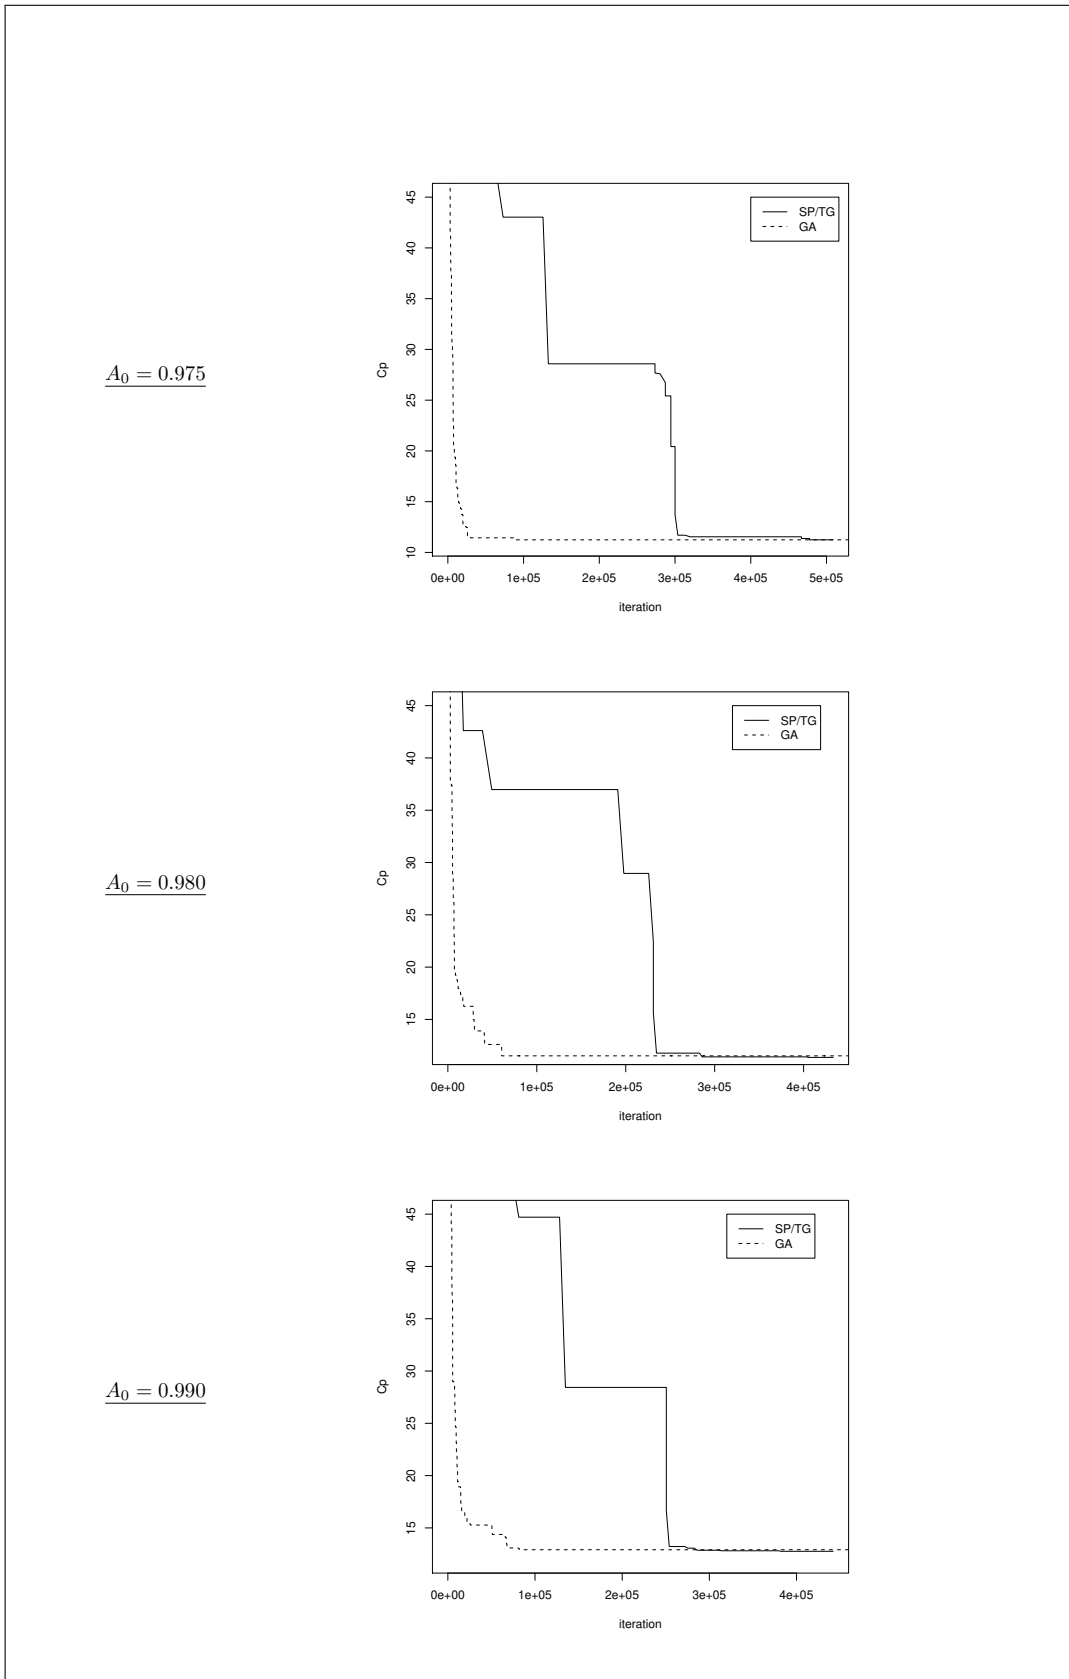 SP/TG
GA
45
40
35
30
25
20
15
10
Cp
0e+00 1e+05 2e+05 3e+05 4e+05 5e+05
iteration
A₀ = 0.975
SP/TG
GA
45
40
35
30
25
20
15
Cp
0e+00 1e+05 2e+05 3e+05 4e+05
iteration
A₀ = 0.980
SP/TG
GA
45
40
35
30
25
20
15
Cp
0e+00 1e+05 2e+05 3e+05 4e+05
iteration
A₀ = 0.990